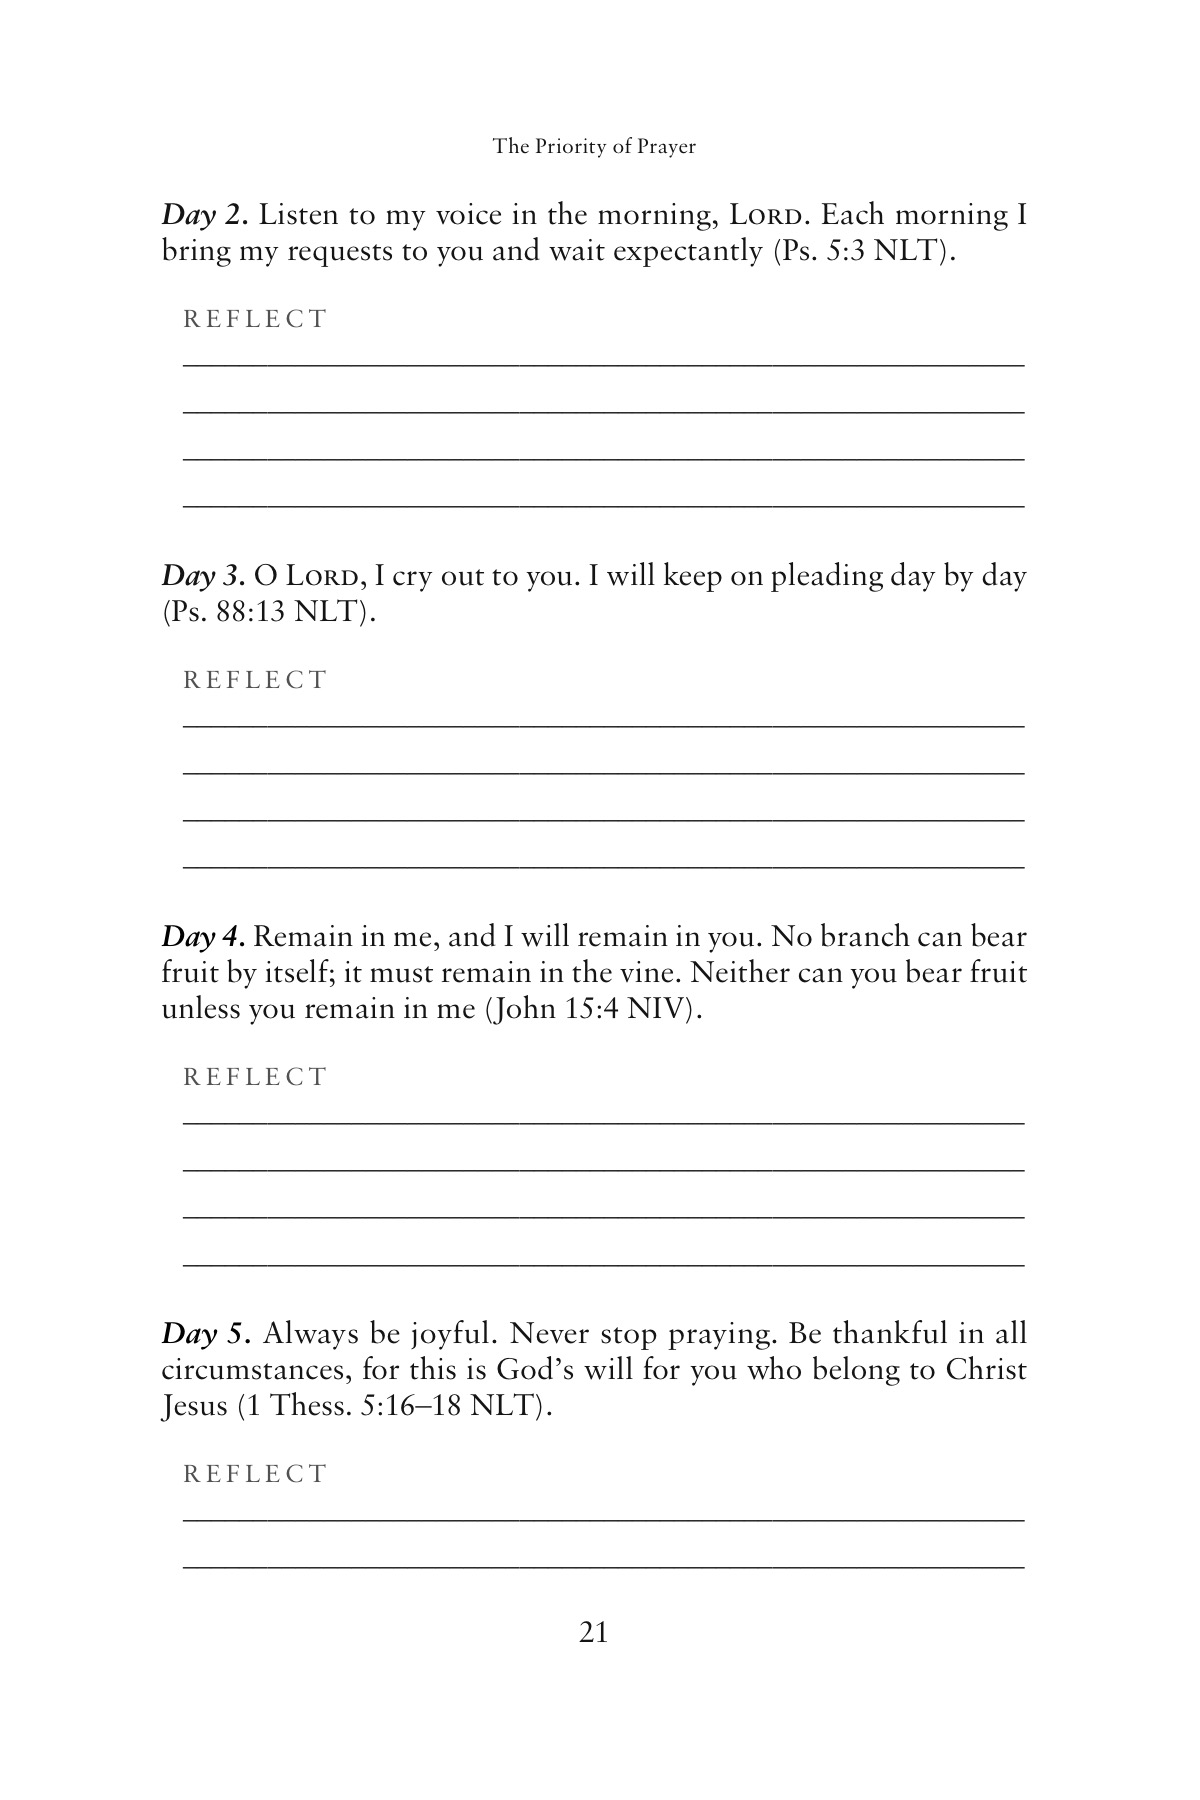 The Priority of Prayer
Day 2. Listen to my voice in the morning, LORD. Each morning I
bring my requests to you and wait expectantly (Ps. 5:3 NLT).
REFLECT
Day 3. O LORD, I cry out to you. I will keep on pleading day by day
(Ps. 88:13 NLT).
REFLECT
Day 4. Remain in me, and I will remain in you. No branch can bear
fruit by itself; it must remain in the vine. Neither can you bear fruit
unless you remain in me (John 15:4 NIV).
REFLECT
Day 5. Always be joyful. Never stop praying. Be thankful in all
circumstances, for this is God’s will for you who belong to Christ
Jesus (1 Thess. 5:16–18 NLT).
REFLECT
21